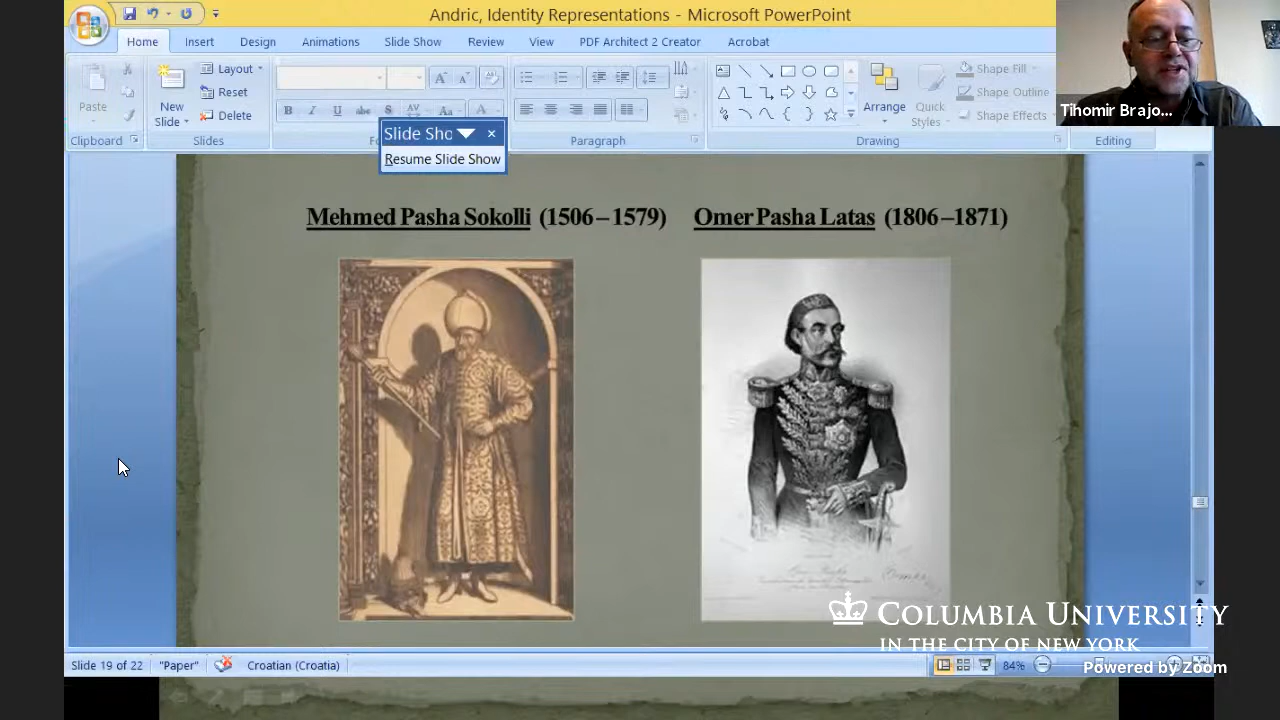 Andric, Identity Representations - Microsoft PowerPoint
Home Insert Design Animations Slide Show Review View PDF Architect 2 Creator Acrobat
Paste
New
Slide
Layout
Reset
Delete
B I U abc S AV Aa A
Arrange
Quick
Styles
Shape Fill
Shape Outline
Shape Effects
Tihomir Brajo...
Clipboard Slides Paragraph Drawing Editing
Slide Sho
Resume Slide Show
Mehmed Pasha Sokolli (1506 – 1579) Omer Pasha Latas (1806 –1871)
COLUMBIA UNIVERSITY
IN THE CITY OF NEW YORK
Slide 19 of 22 "Paper" Croatian (Croatia) 84%
Powered by Zoom